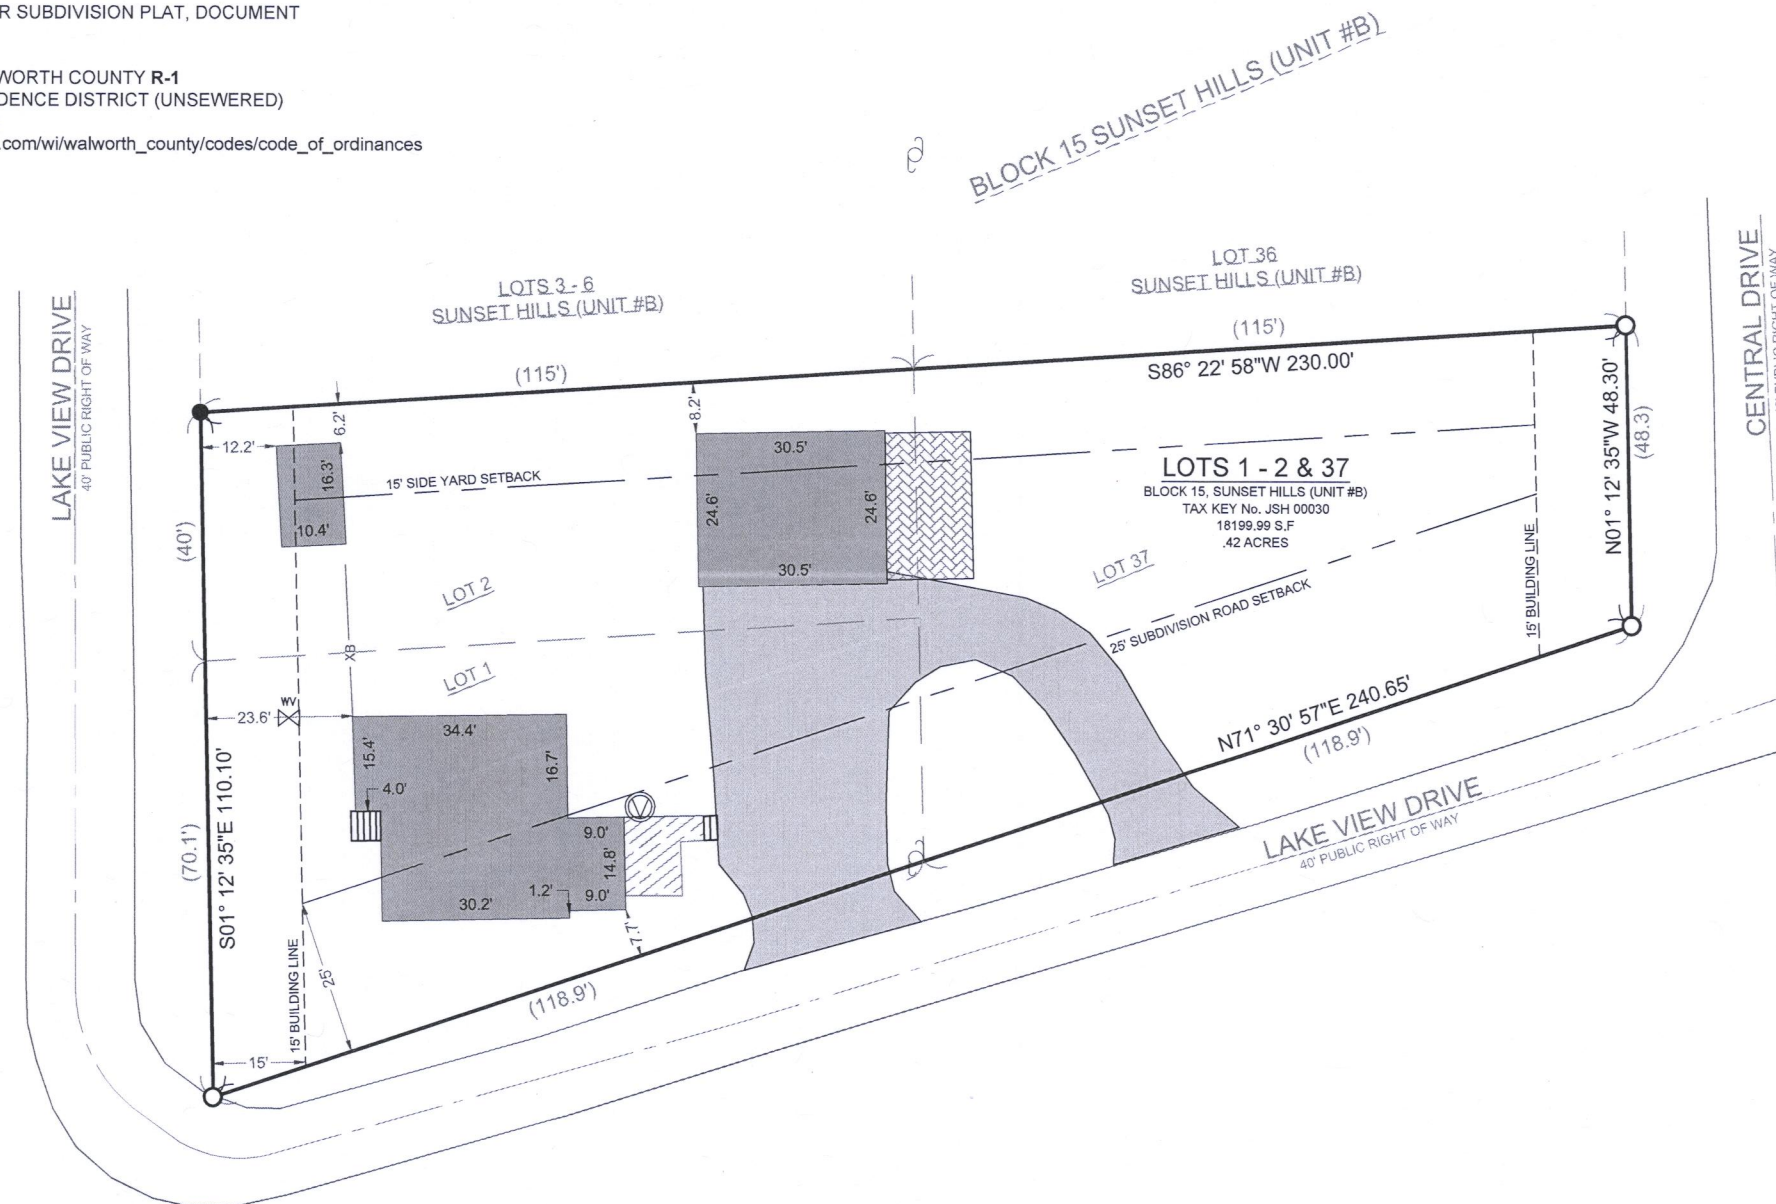 R SUBDIVISION PLAT, DOCUMENT
WORTH COUNTY R-1
DENCE DISTRICT (UNSEWERED)
.com/wi/walworth_county/codes/code_of_ordinances
BLOCK 15 SUNSET HILLS (UNIT #B)
LOTS 3 - 6
SUNSET HILLS (UNIT #B)
LOT 36
SUNSET HILLS (UNIT #B)
LAKE VIEW DRIVE
40' PUBLIC RIGHT OF WAY
CENTRAL DRIVE
PUBLIC RIGHT OF WAY
(115')
(115')
S86° 22' 58"W 230.00'
N01° 12' 35"W 48.30'
(48.3)
12.2'
6.2'
16.3'
10.4'
8.2'
15' SIDE YARD SETBACK
30.5'
24.6'
24.6'
30.5'
LOTS 1 - 2 & 37
BLOCK 15, SUNSET HILLS (UNIT #B)
TAX KEY No. JSH 00030
18199.99 S.F
.42 ACRES
(40')
LOT 2
LOT 37
25' SUBDIVISION ROAD SETBACK
15' BUILDING LINE
XB
LOT 1
WV
23.6'
34.4'
15.4'
16.7'
4.0'
V
9.0'
14.8'
1.2'
9.0'
30.2'
7.7'
S01° 12' 35"E 110.10'
(70.1')
15' BUILDING LINE
25'
15'
N71° 30' 57"E 240.65'
(118.9')
(118.9')
LAKE VIEW DRIVE
40' PUBLIC RIGHT OF WAY